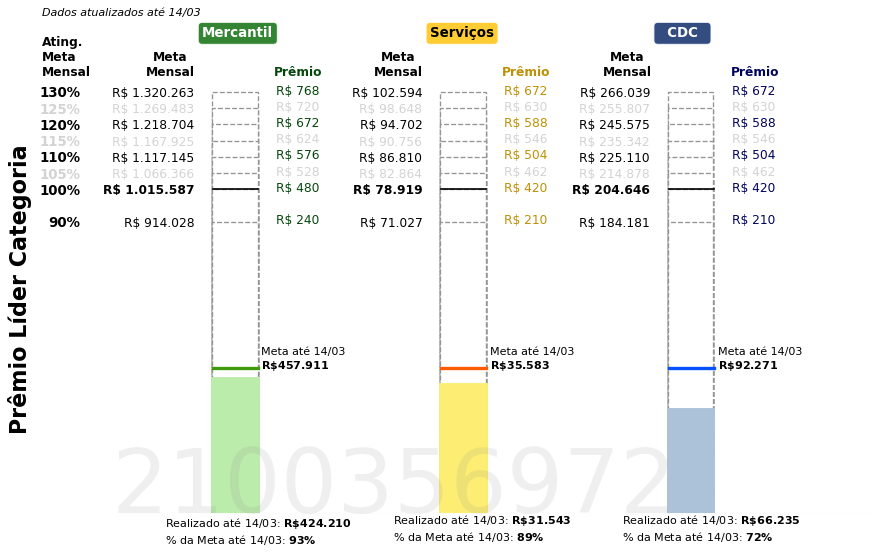 Dados atualizados até 14/03
Mercantil Serviços CDC
Ating.
Meta Meta Meta Meta
Mensal Mensal Prêmio Mensal Prêmio Mensal Prêmio
130% R$ 1.320.263 R$ 768 R$ 102.594 R$ 672 R$ 266.039 R$ 672
125% R$ 1.269.483 R$ 720 R$ 98.648 R$ 630 R$ 255.807 R$ 630
120% R$ 1.218.704 R$ 672 R$ 94.702 R$ 588 R$ 245.575 R$ 588
115% R$ 1.167.925 R$ 624 R$ 90.756 R$ 546 R$ 235.342 R$ 546
110% R$ 1.117.145 R$ 576 R$ 86.810 R$ 504 R$ 225.110 R$ 504
105% R$ 1.066.366 R$ 528 R$ 82.864 R$ 462 R$ 214.878 R$ 462
100% R$ 1.015.587 R$ 480 R$ 78.919 R$ 420 R$ 204.646 R$ 420
90% R$ 914.028 R$ 240 R$ 71.027 R$ 210 R$ 184.181 R$ 210
Prêmio Líder Categoria
Meta até 14/03 Meta até 14/03 Meta até 14/03
R$457.911 R$35.583 R$92.271
2100356972
Realizado até 14/03: R$424.210 Realizado até 14/03: R$31.543 Realizado até 14/03: R$66.235
% da Meta até 14/03: 93% % da Meta até 14/03: 89% % da Meta até 14/03: 72%